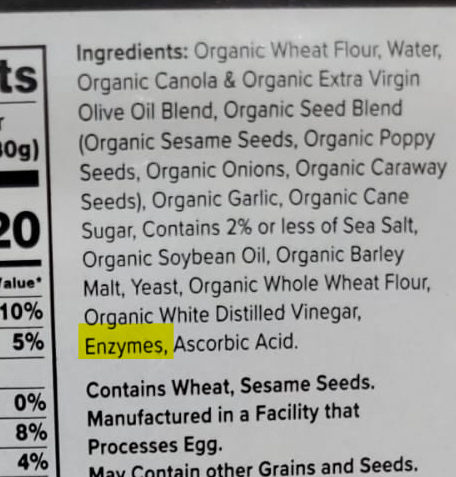 Ingredients: Organic Wheat Flour, Water,
Organic Canola & Organic Extra Virgin
Olive Oil Blend, Organic Seed Blend
(Organic Sesame Seeds, Organic Poppy
Seeds, Organic Onions, Organic Caraway
Seeds), Organic Garlic, Organic Cane
Sugar, Contains 2% or less of Sea Salt,
Organic Soybean Oil, Organic Barley
Malt, Yeast, Organic Whole Wheat Flour,
Organic White Distilled Vinegar,
Enzymes, Ascorbic Acid.
Contains Wheat, Sesame Seeds.
Manufactured in a Facility that
Processes Egg.
May Contain other Grains and Seeds.
ts
r
30g)
20
Value*
10%
5%
0%
8%
4%